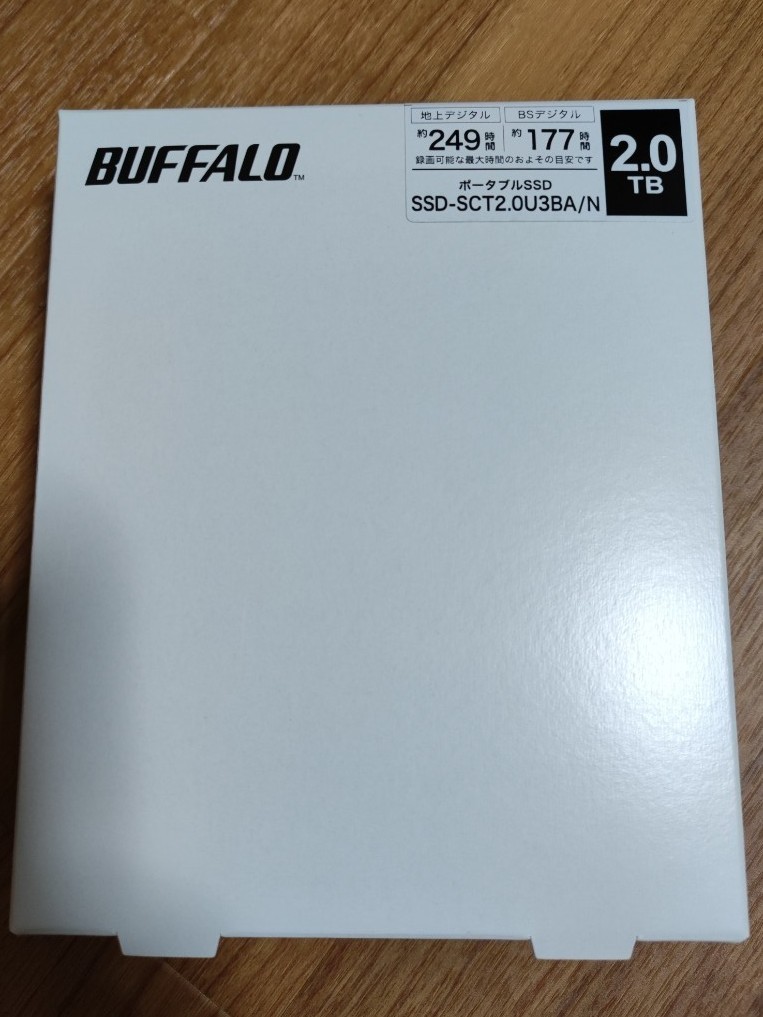 BUFFALO™
地上デジタル BSデジタル
約249時間 約177時間
録画可能な最大時間のおよその目安です
ポータブルSSD
SSD-SCT2.0U3BA/N
2.0
TB